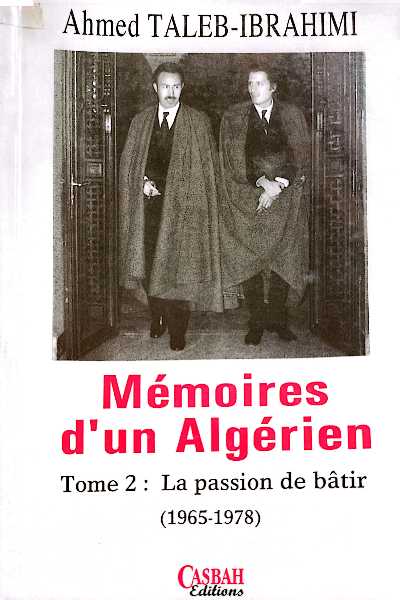 Ahmed TALEB-IBRAHIMI
Mémoires
d'un Algérien
Tome 2 : La passion de bâtir
(1965-1978)
CASBAH
Editions